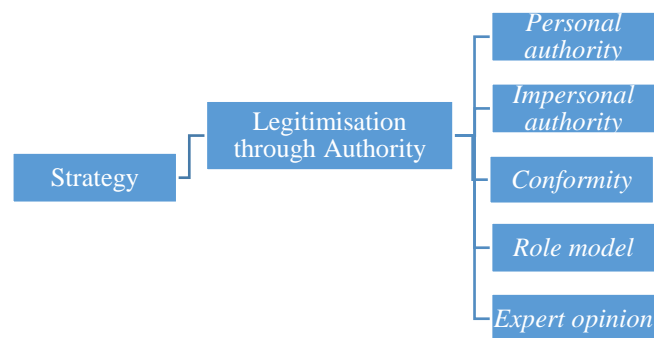 Strategy
Legitimisation
through Authority
Personal
authority
Impersonal
authority
Conformity
Role model
Expert opinion